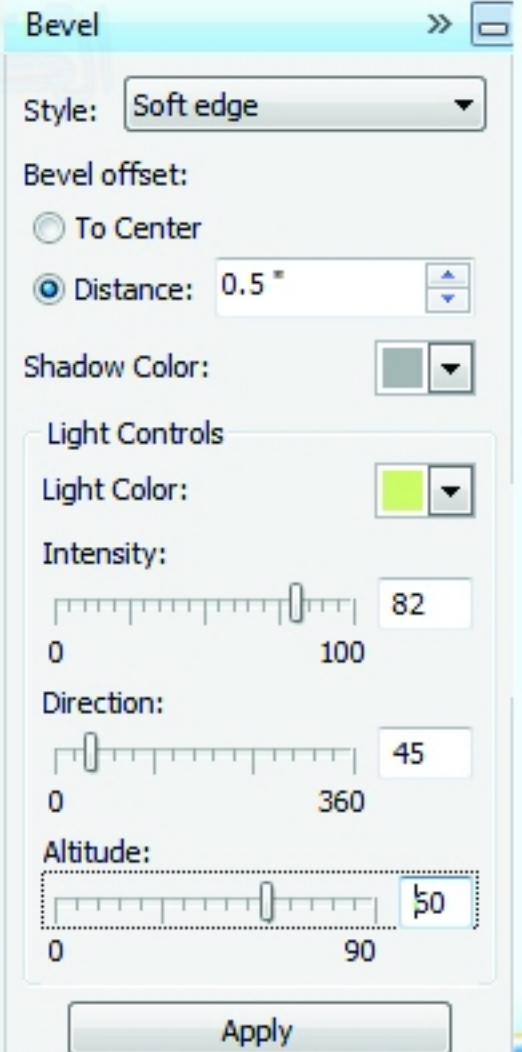 Bevel »
Style: Soft edge
Bevel offset:
To Center
Distance: 0.5 "
Shadow Color:
Light Controls
Light Color:
Intensity:
82
0 100
Direction:
45
0 360
Altitude:
60
0 90
Apply